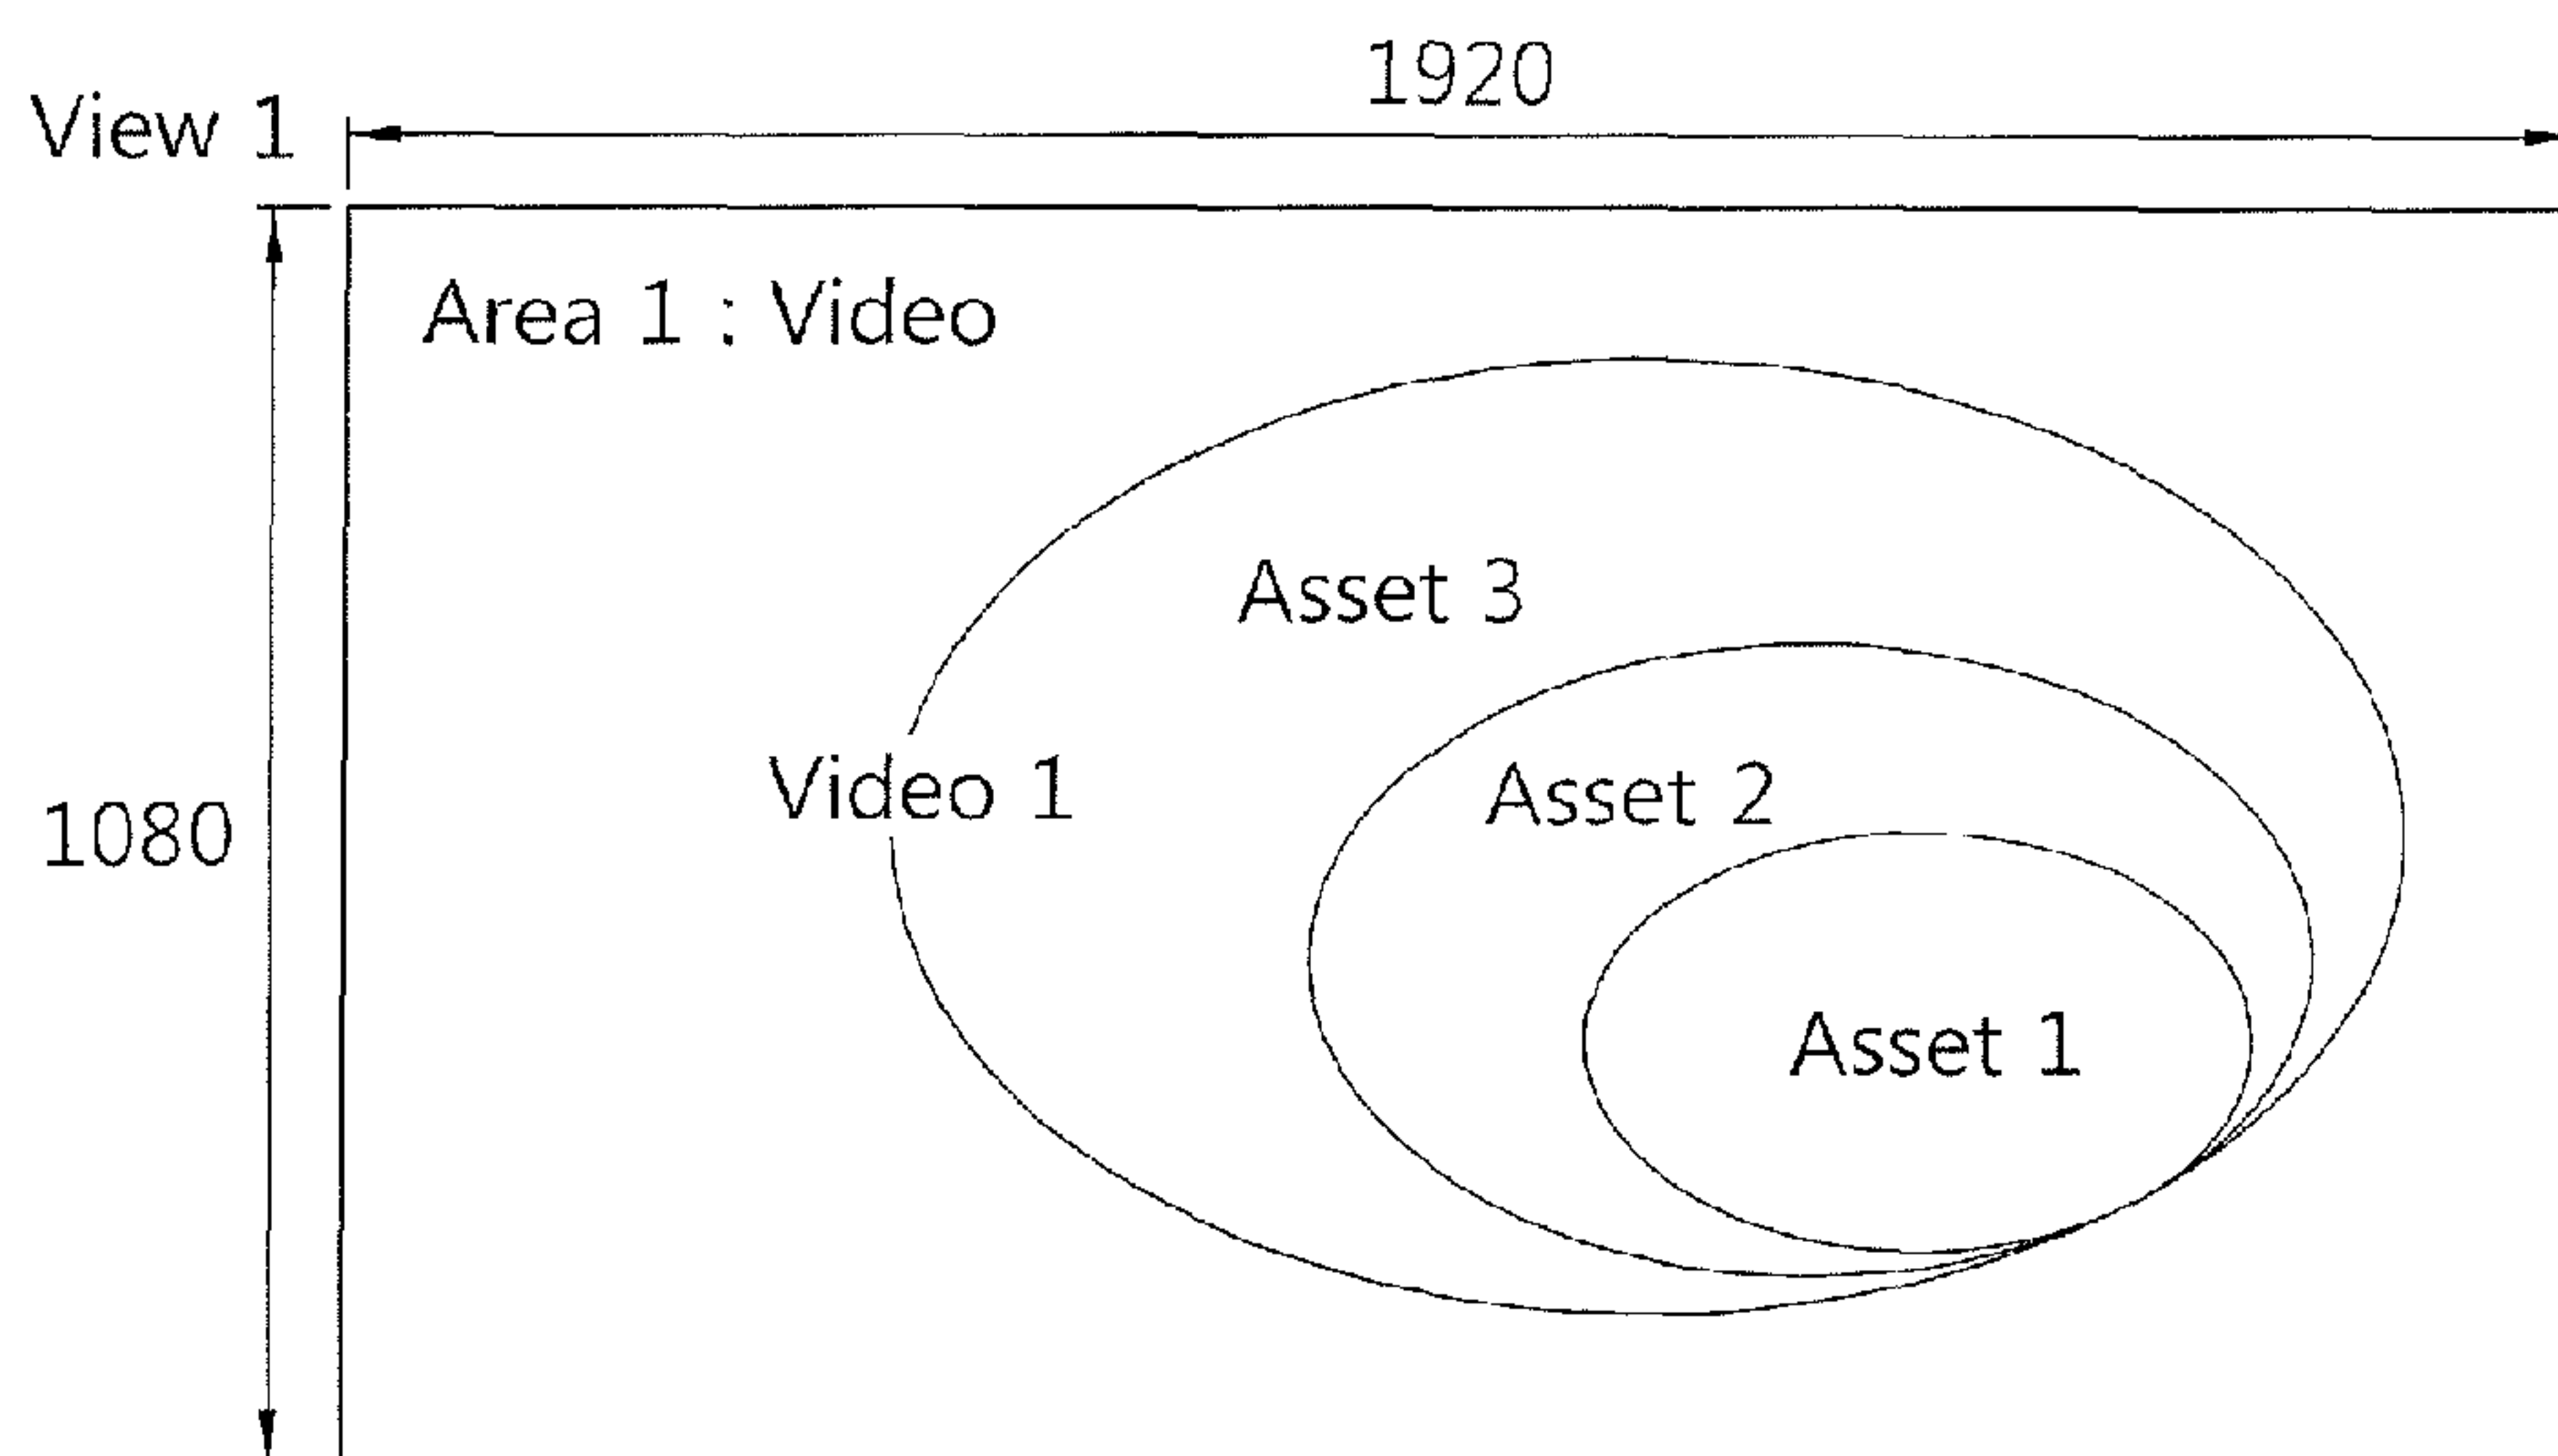 1920
View 1
Area 1 : Video
Asset 3
Video 1
Asset 2
1080
Asset 1